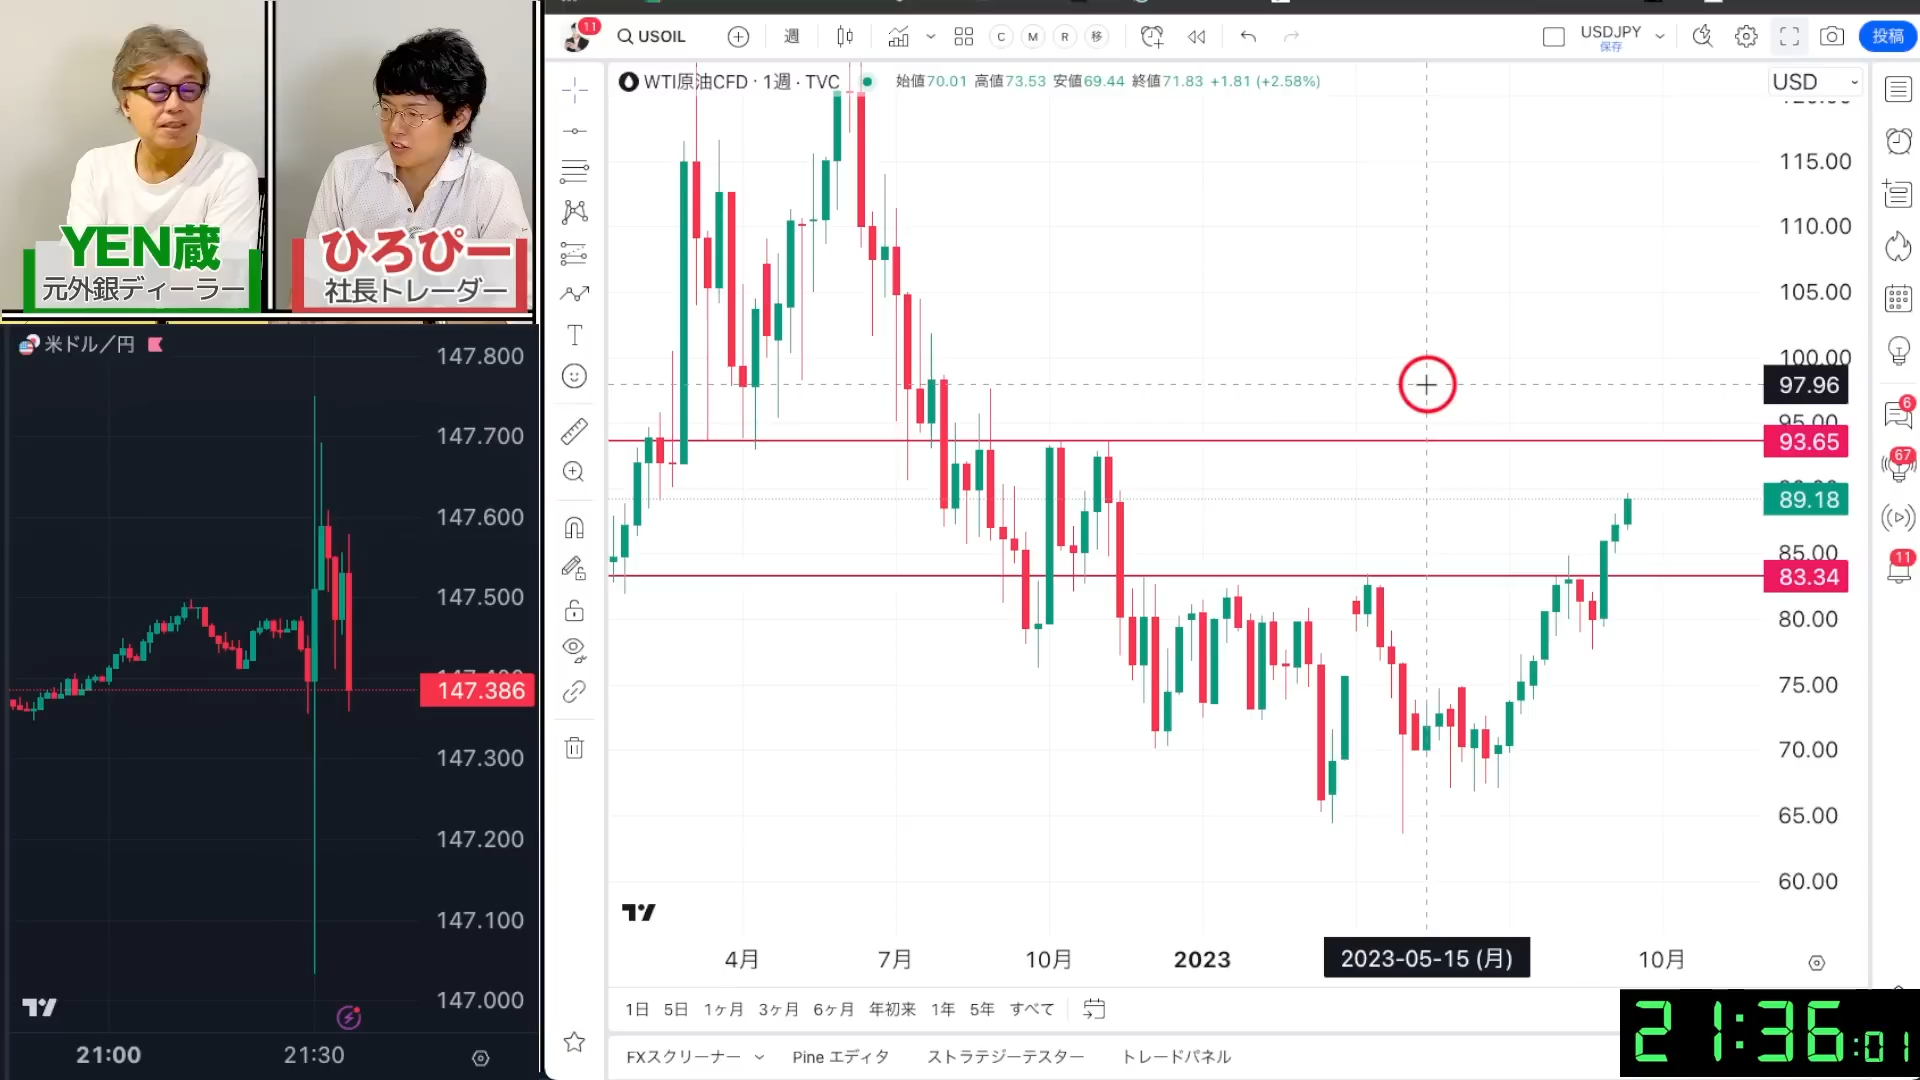 YEN蔵
元外銀ディーラー
ひろぴー
社長トレーダー
米ドル／円
147.800
147.700
147.600
147.500
147.386
147.300
147.200
147.100
147.000
21:00
21:30
11
USOIL
週
C
M
R
移
USDJPY
保存
投稿
WTI原油CFD · 1週 · TVC
始値70.01 高値73.53 安値69.44 終値71.83 +1.81 (+2.58%)
USD
115.00
110.00
105.00
100.00
97.96
95.00
93.65
89.18
85.00
83.34
80.00
75.00
70.00
65.00
60.00
4月
7月
10月
2023
2023-05-15 (月)
10月
6
67
11
1日 5日 1ヶ月 3ヶ月 6ヶ月 年初来 1年 5年 すべて
FXスクリーナー Pine エディタ ストラテジーテスター トレードパネル
21:36:01